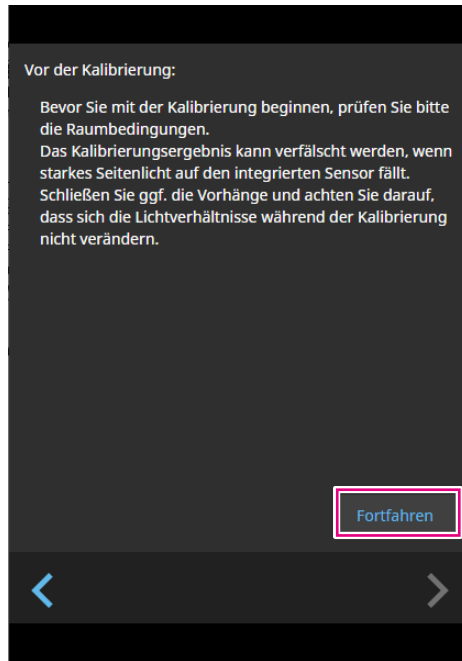 Vor der Kalibrierung:
Bevor Sie mit der Kalibrierung beginnen, prüfen Sie bitte
die Raumbedingungen.
Das Kalibrierungsergebnis kann verfälscht werden, wenn
starkes Seitenlicht auf den integrierten Sensor fällt.
Schließen Sie ggf. die Vorhänge und achten Sie darauf,
dass sich die Lichtverhältnisse während der Kalibrierung
nicht verändern.
Fortfahren